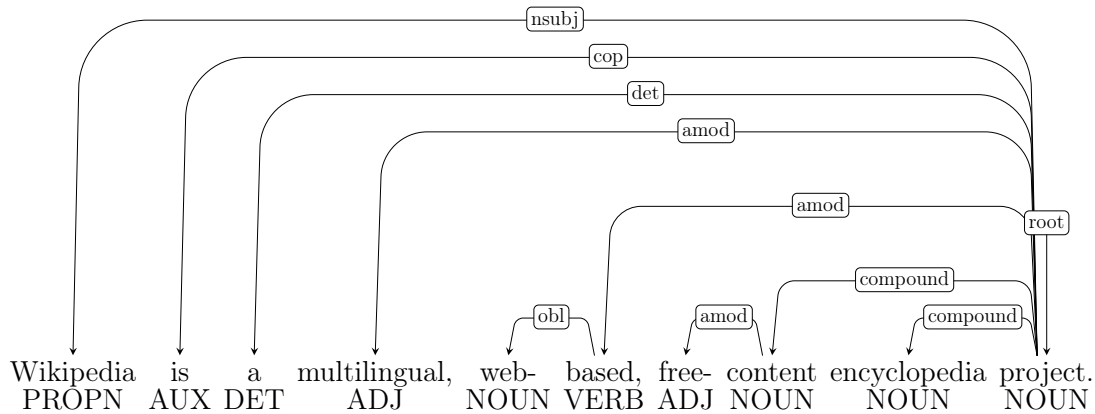 nsubj
cop
det
amod
amod
root
compound
obl amod compound
Wikipedia is a multilingual, web- based, free- content encyclopedia project.
PROPN AUX DET ADJ NOUN VERB ADJ NOUN NOUN NOUN